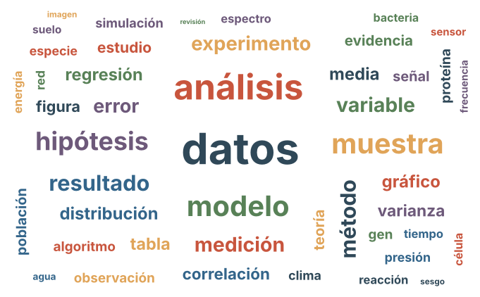 imagen
suelo
simulación
revisión
espectro
bacteria
sensor
especie
estudio
experimento
evidencia
energía
red
regresión
análisis
media
señal
proteína
frecuencia
figura
error
variable
hipótesis
datos
muestra
resultado
distribución
modelo
teoría
método
gráfico
varianza
población
algoritmo
tabla
medición
gen
tiempo
célula
presión
agua
observación
correlación
clima
reacción
sesgo